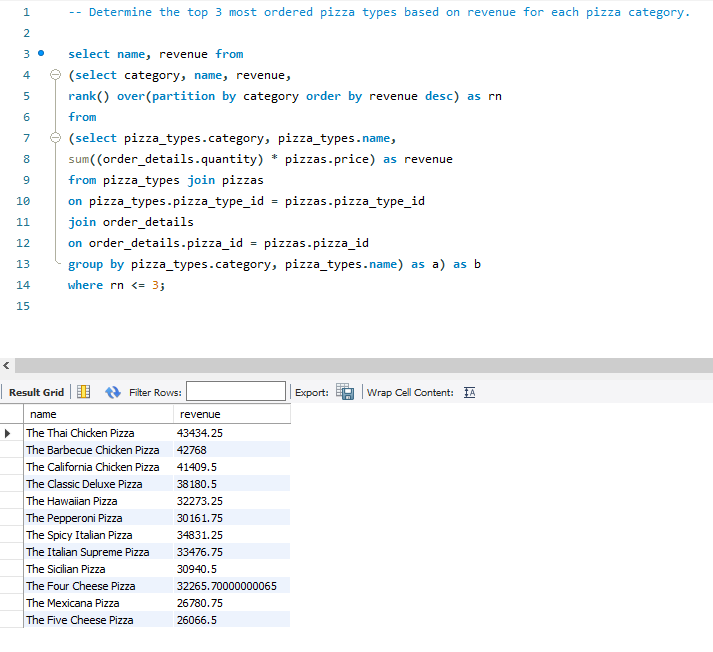 1 -- Determine the top 3 most ordered pizza types based on revenue for each pizza category.
2
3 select name, revenue from
4 (select category, name, revenue,
5 rank() over(partition by category order by revenue desc) as rn
6 from
7 (select pizza_types.category, pizza_types.name,
8 sum((order_details.quantity) * pizzas.price) as revenue
9 from pizza_types join pizzas
10 on pizza_types.pizza_type_id = pizzas.pizza_type_id
11 join order_details
12 on order_details.pizza_id = pizzas.pizza_id
13 group by pizza_types.category, pizza_types.name) as a) as b
14 where rn <= 3;
15
Result Grid Filter Rows: Export: Wrap Cell Content:
name revenue
The Thai Chicken Pizza 43434.25
The Barbecue Chicken Pizza 42768
The California Chicken Pizza 41409.5
The Classic Deluxe Pizza 38180.5
The Hawaiian Pizza 32273.25
The Pepperoni Pizza 30161.75
The Spicy Italian Pizza 34831.25
The Italian Supreme Pizza 33476.75
The Sicilian Pizza 30940.5
The Four Cheese Pizza 32265.70000000065
The Mexicana Pizza 26780.75
The Five Cheese Pizza 26066.5